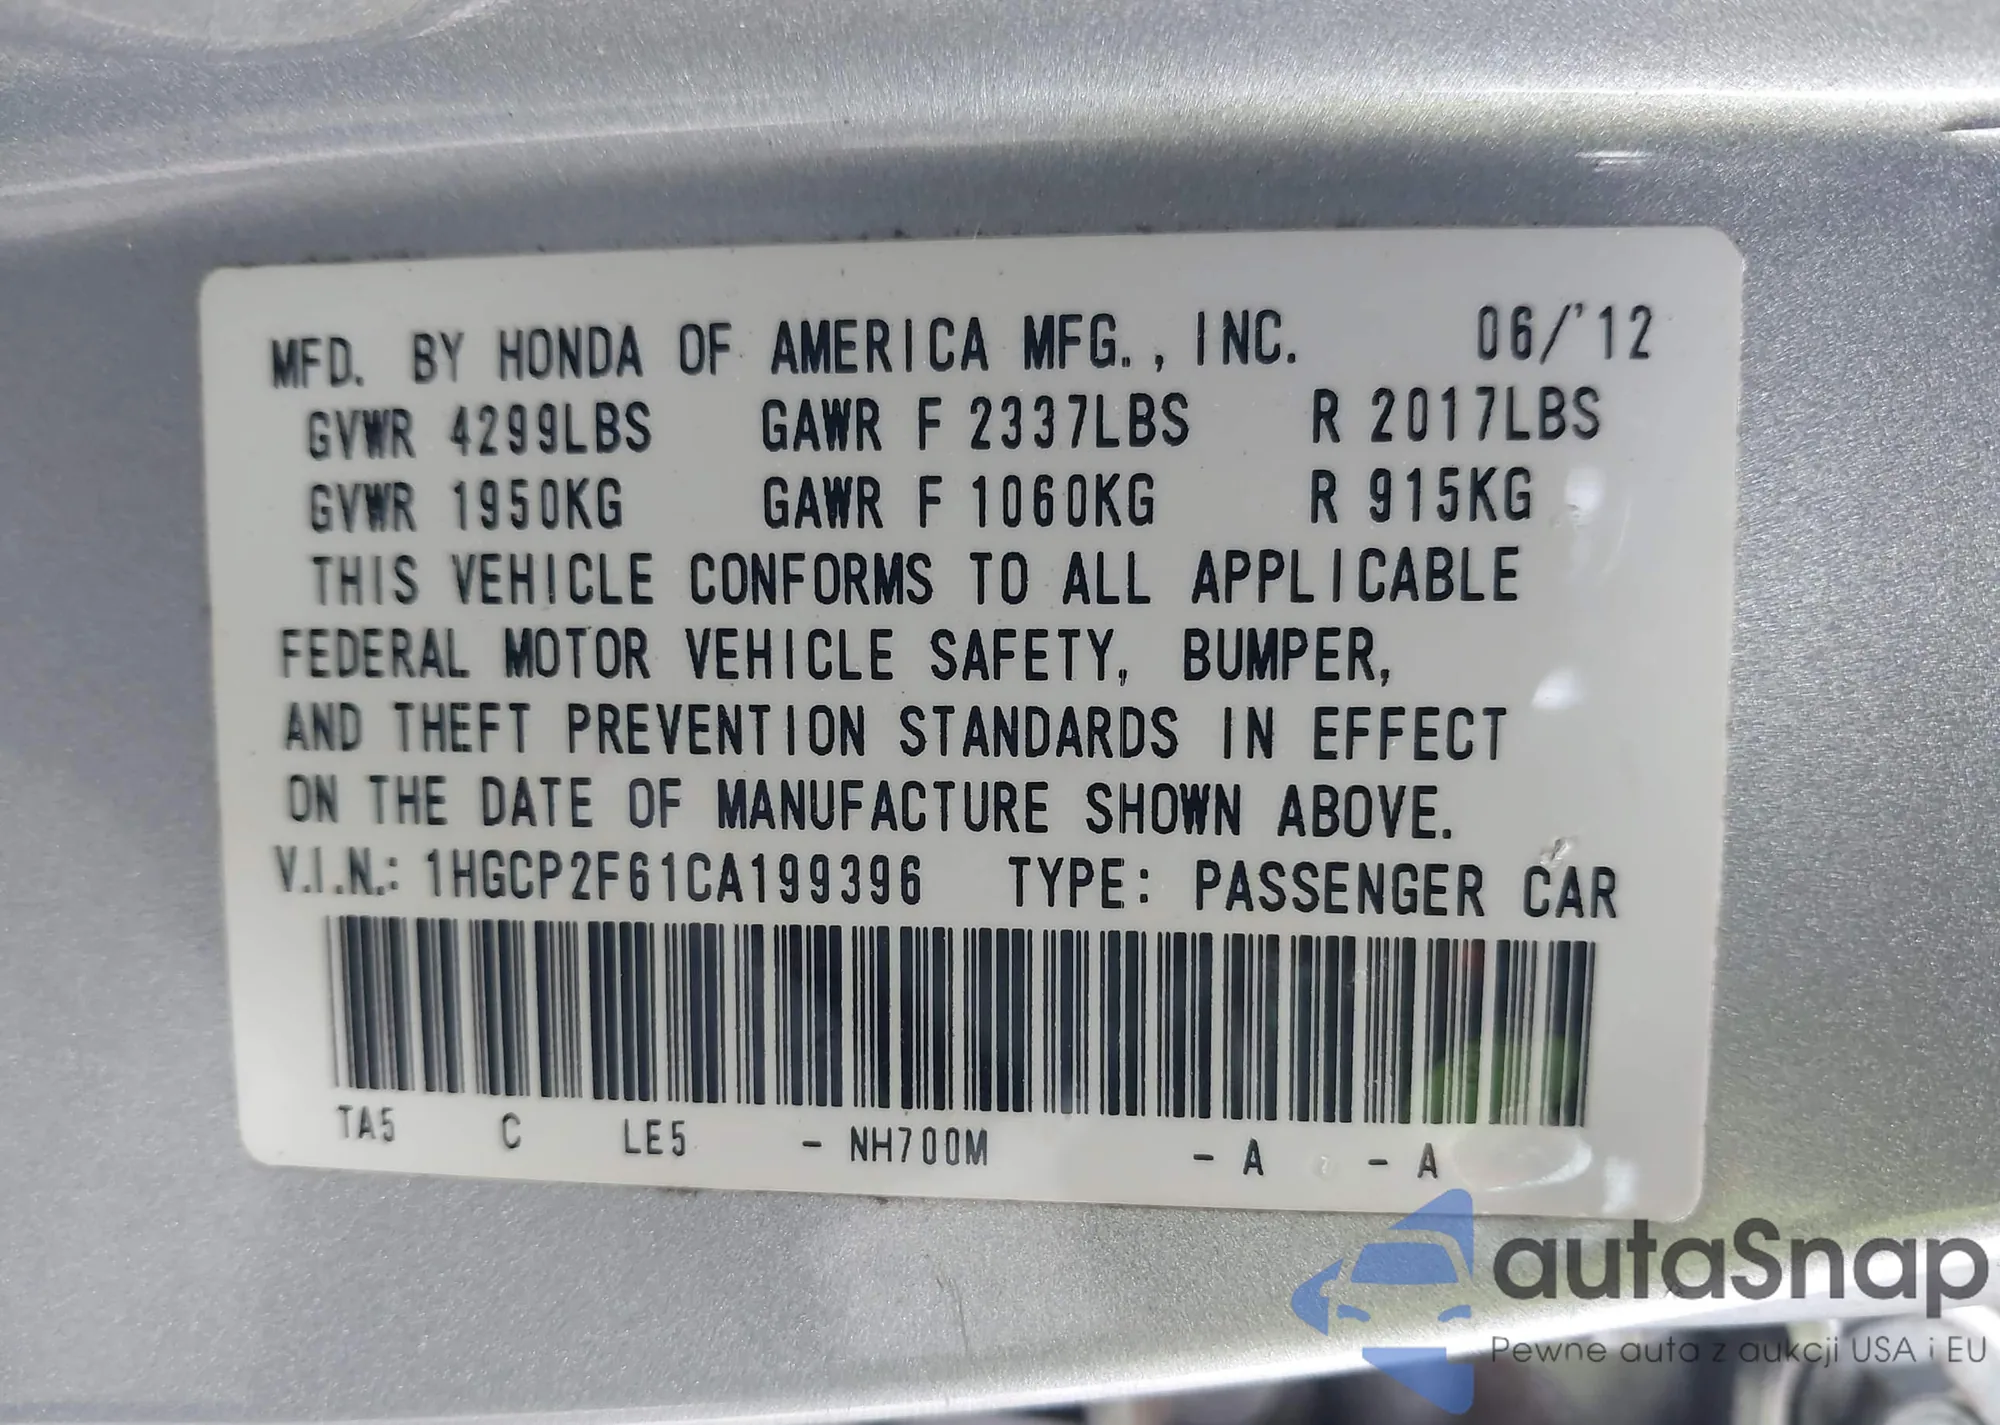 MFD. BY HONDA OF AMERICA MFG., INC. 06/'12
GVWR 4299LBS GAWR F 2337LBS R 2017LBS
GVWR 1950KG GAWR F 1060KG R 915KG
THIS VEHICLE CONFORMS TO ALL APPLICABLE
FEDERAL MOTOR VEHICLE SAFETY, BUMPER,
AND THEFT PREVENTION STANDARDS IN EFFECT
ON THE DATE OF MANUFACTURE SHOWN ABOVE.
V.I.N.: 1HGCP2F61CA199396 TYPE: PASSENGER CAR
TA5 C LE5 - NH700M - A - A
autaSnap
Pewne auta z aukcji USA i EU